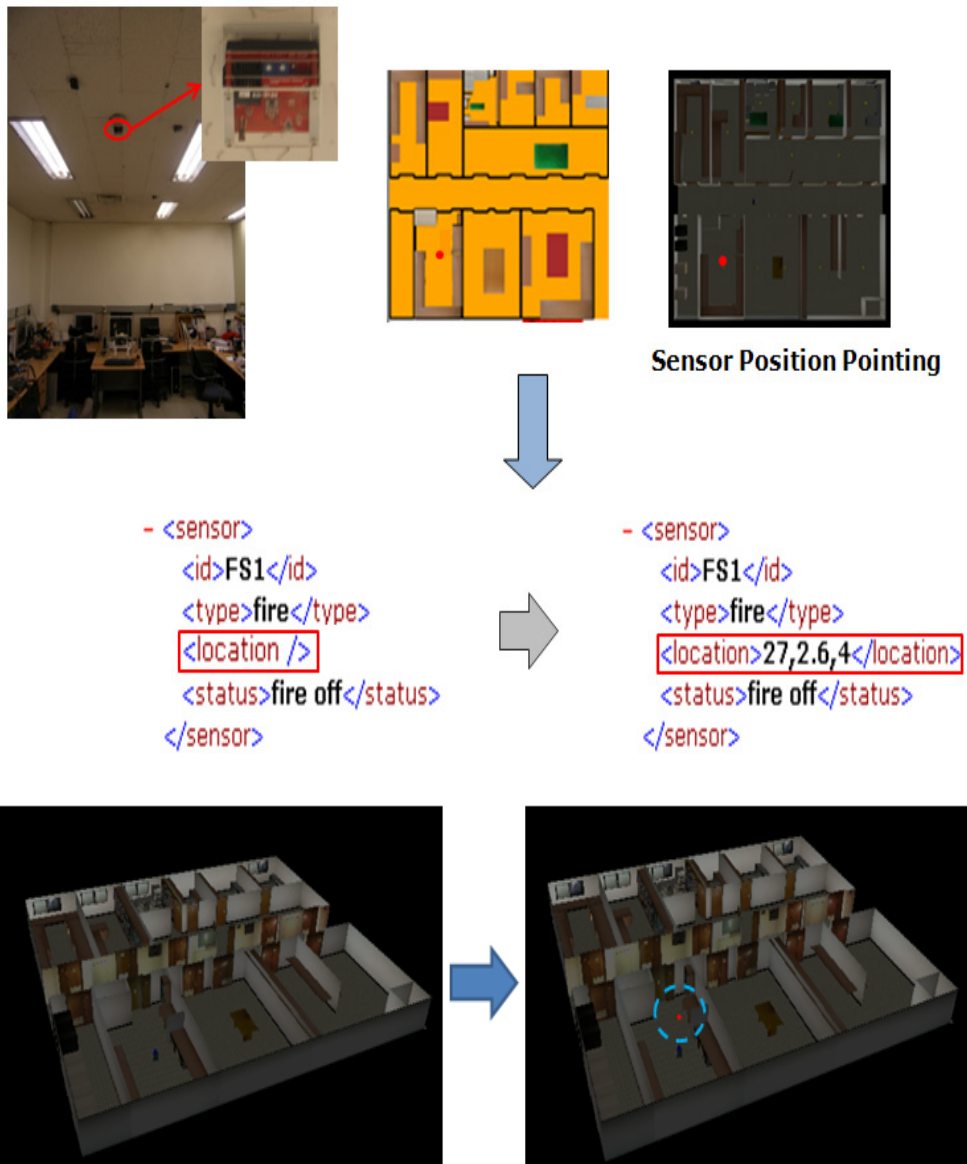 Sensor Position Pointing
- <sensor>
<id>FS1</id>
<type>fire</type>
<location />
<status>fire off</status>
</sensor>
- <sensor>
<id>FS1</id>
<type>fire</type>
<location>27,2.6,4</location>
<status>fire off</status>
</sensor>